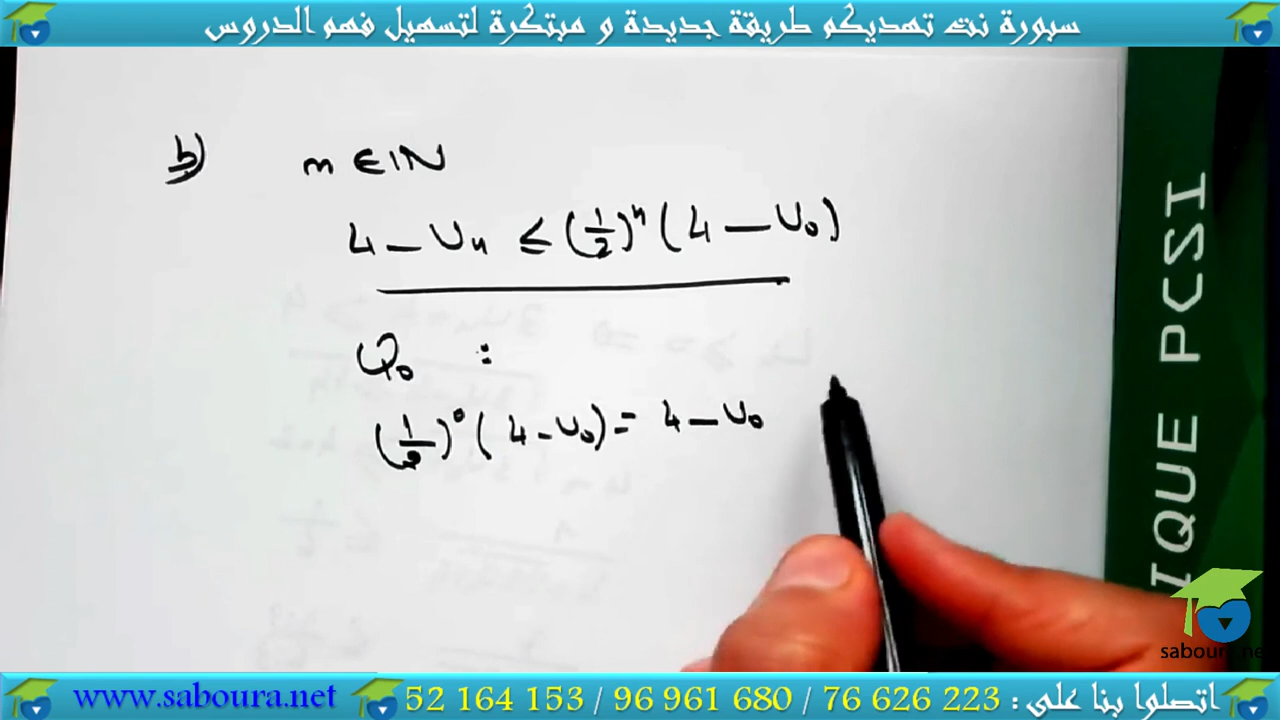 سبورة نت تهديكم طريقة جديدة و مبتكرة لتسهيل فهم الدروس
b) n ∈ IN
4 - Uₙ ≤ (1/2)ⁿ (4 - U₀)
P₀ :
(1/2)⁰ (4 - U₀) = 4 - U₀
IQUE PCSI
saboura.net
www.saboura.net
52 164 153 / 96 961 680 / 76 626 223 : اتصلوا بنا على